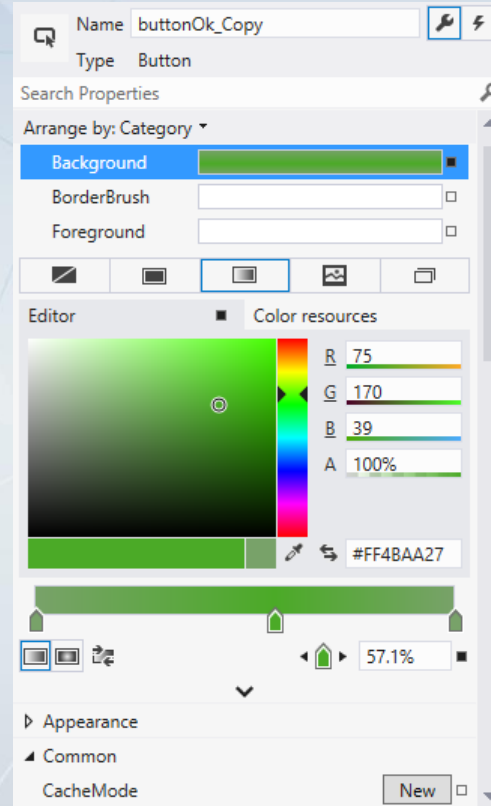 Name buttonOk_Copy
Type Button
Search Properties
Arrange by: Category
Background
BorderBrush
Foreground
Editor Color resources
R 75
G 170
B 39
A 100%
#FF4BAA27
57.1%
Appearance
Common
CacheMode New